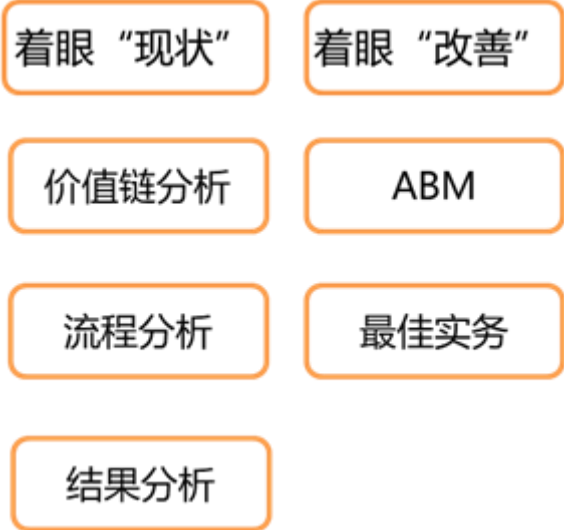 着眼“现状”
着眼“改善”
价值链分析
ABM
流程分析
最佳实务
结果分析